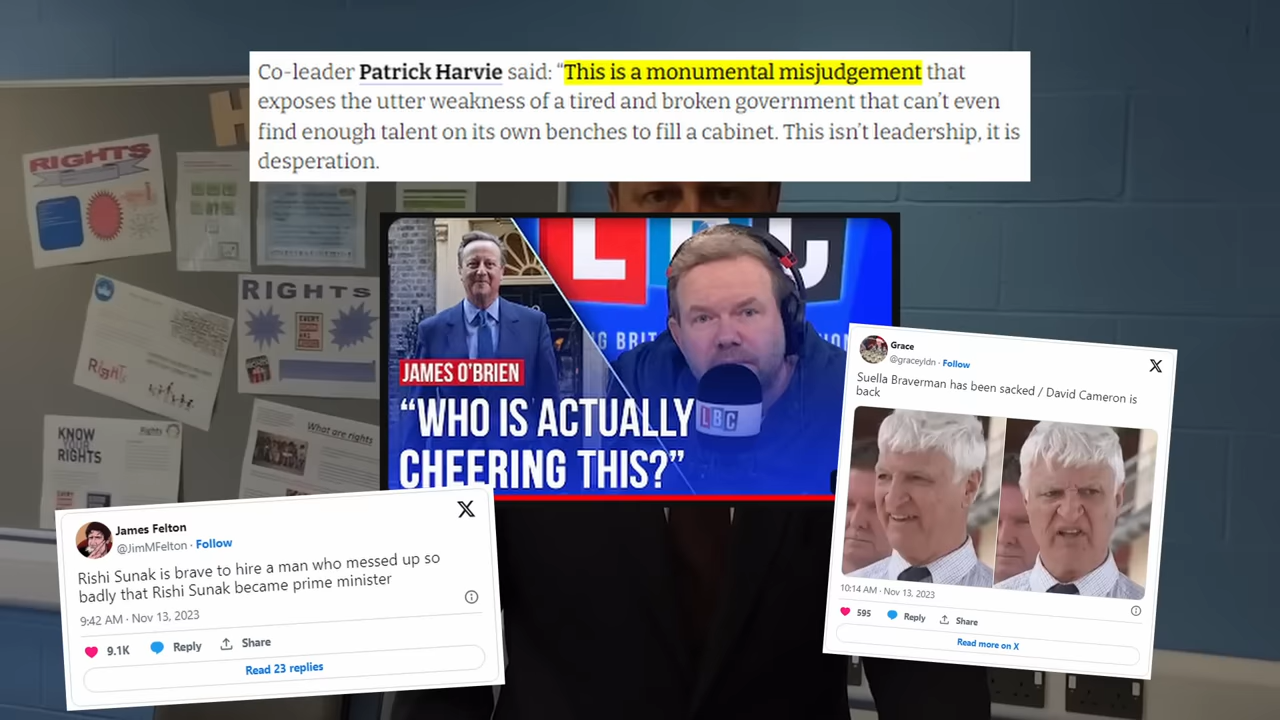 Co-leader Patrick Harvie said: “This is a monumental misjudgement that
exposes the utter weakness of a tired and broken government that can’t even
find enough talent on its own benches to fill a cabinet. This isn’t leadership, it is
desperation.
RIGHTS
RIGHTS
Rights
KNOW
YOUR
RIGHTS
Rights
What are rights
LBC
JAMES O'BRIEN
“WHO IS ACTUALLY
CHEERING THIS?”
LBC
Grace
@graceyldn · Follow
Suella Braverman has been sacked / David Cameron is
back
10:14 AM · Nov 13, 2023
595 Reply Share
Read more on X
James Felton
@JimMFelton · Follow
Rishi Sunak is brave to hire a man who messed up so
badly that Rishi Sunak became prime minister
9:42 AM · Nov 13, 2023
9.1K Reply Share
Read 23 replies